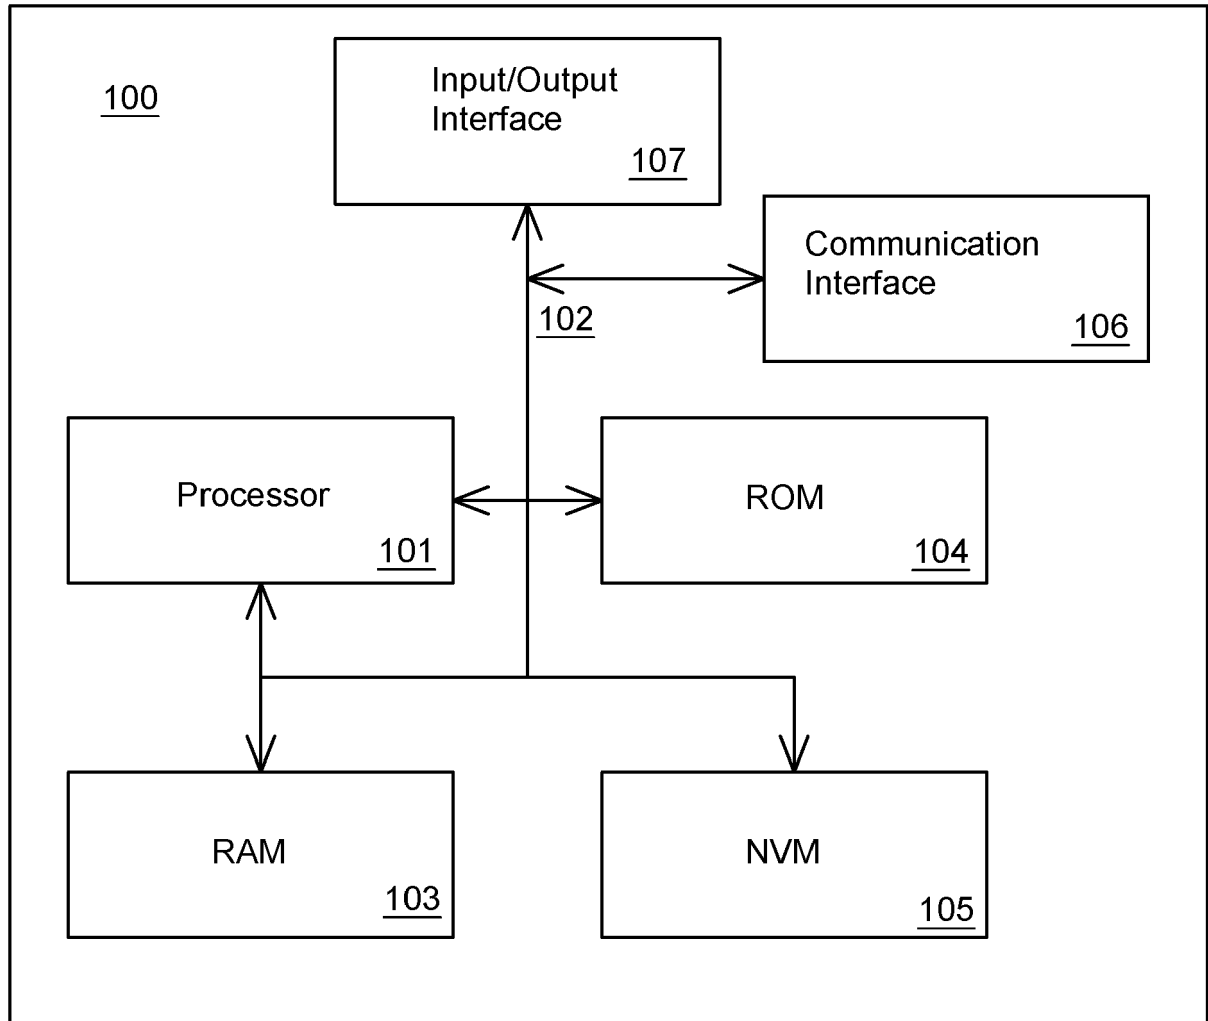 100
Input/Output
Interface
107
Communication
Interface
106
102
Processor
101
ROM
104
RAM
103
NVM
105